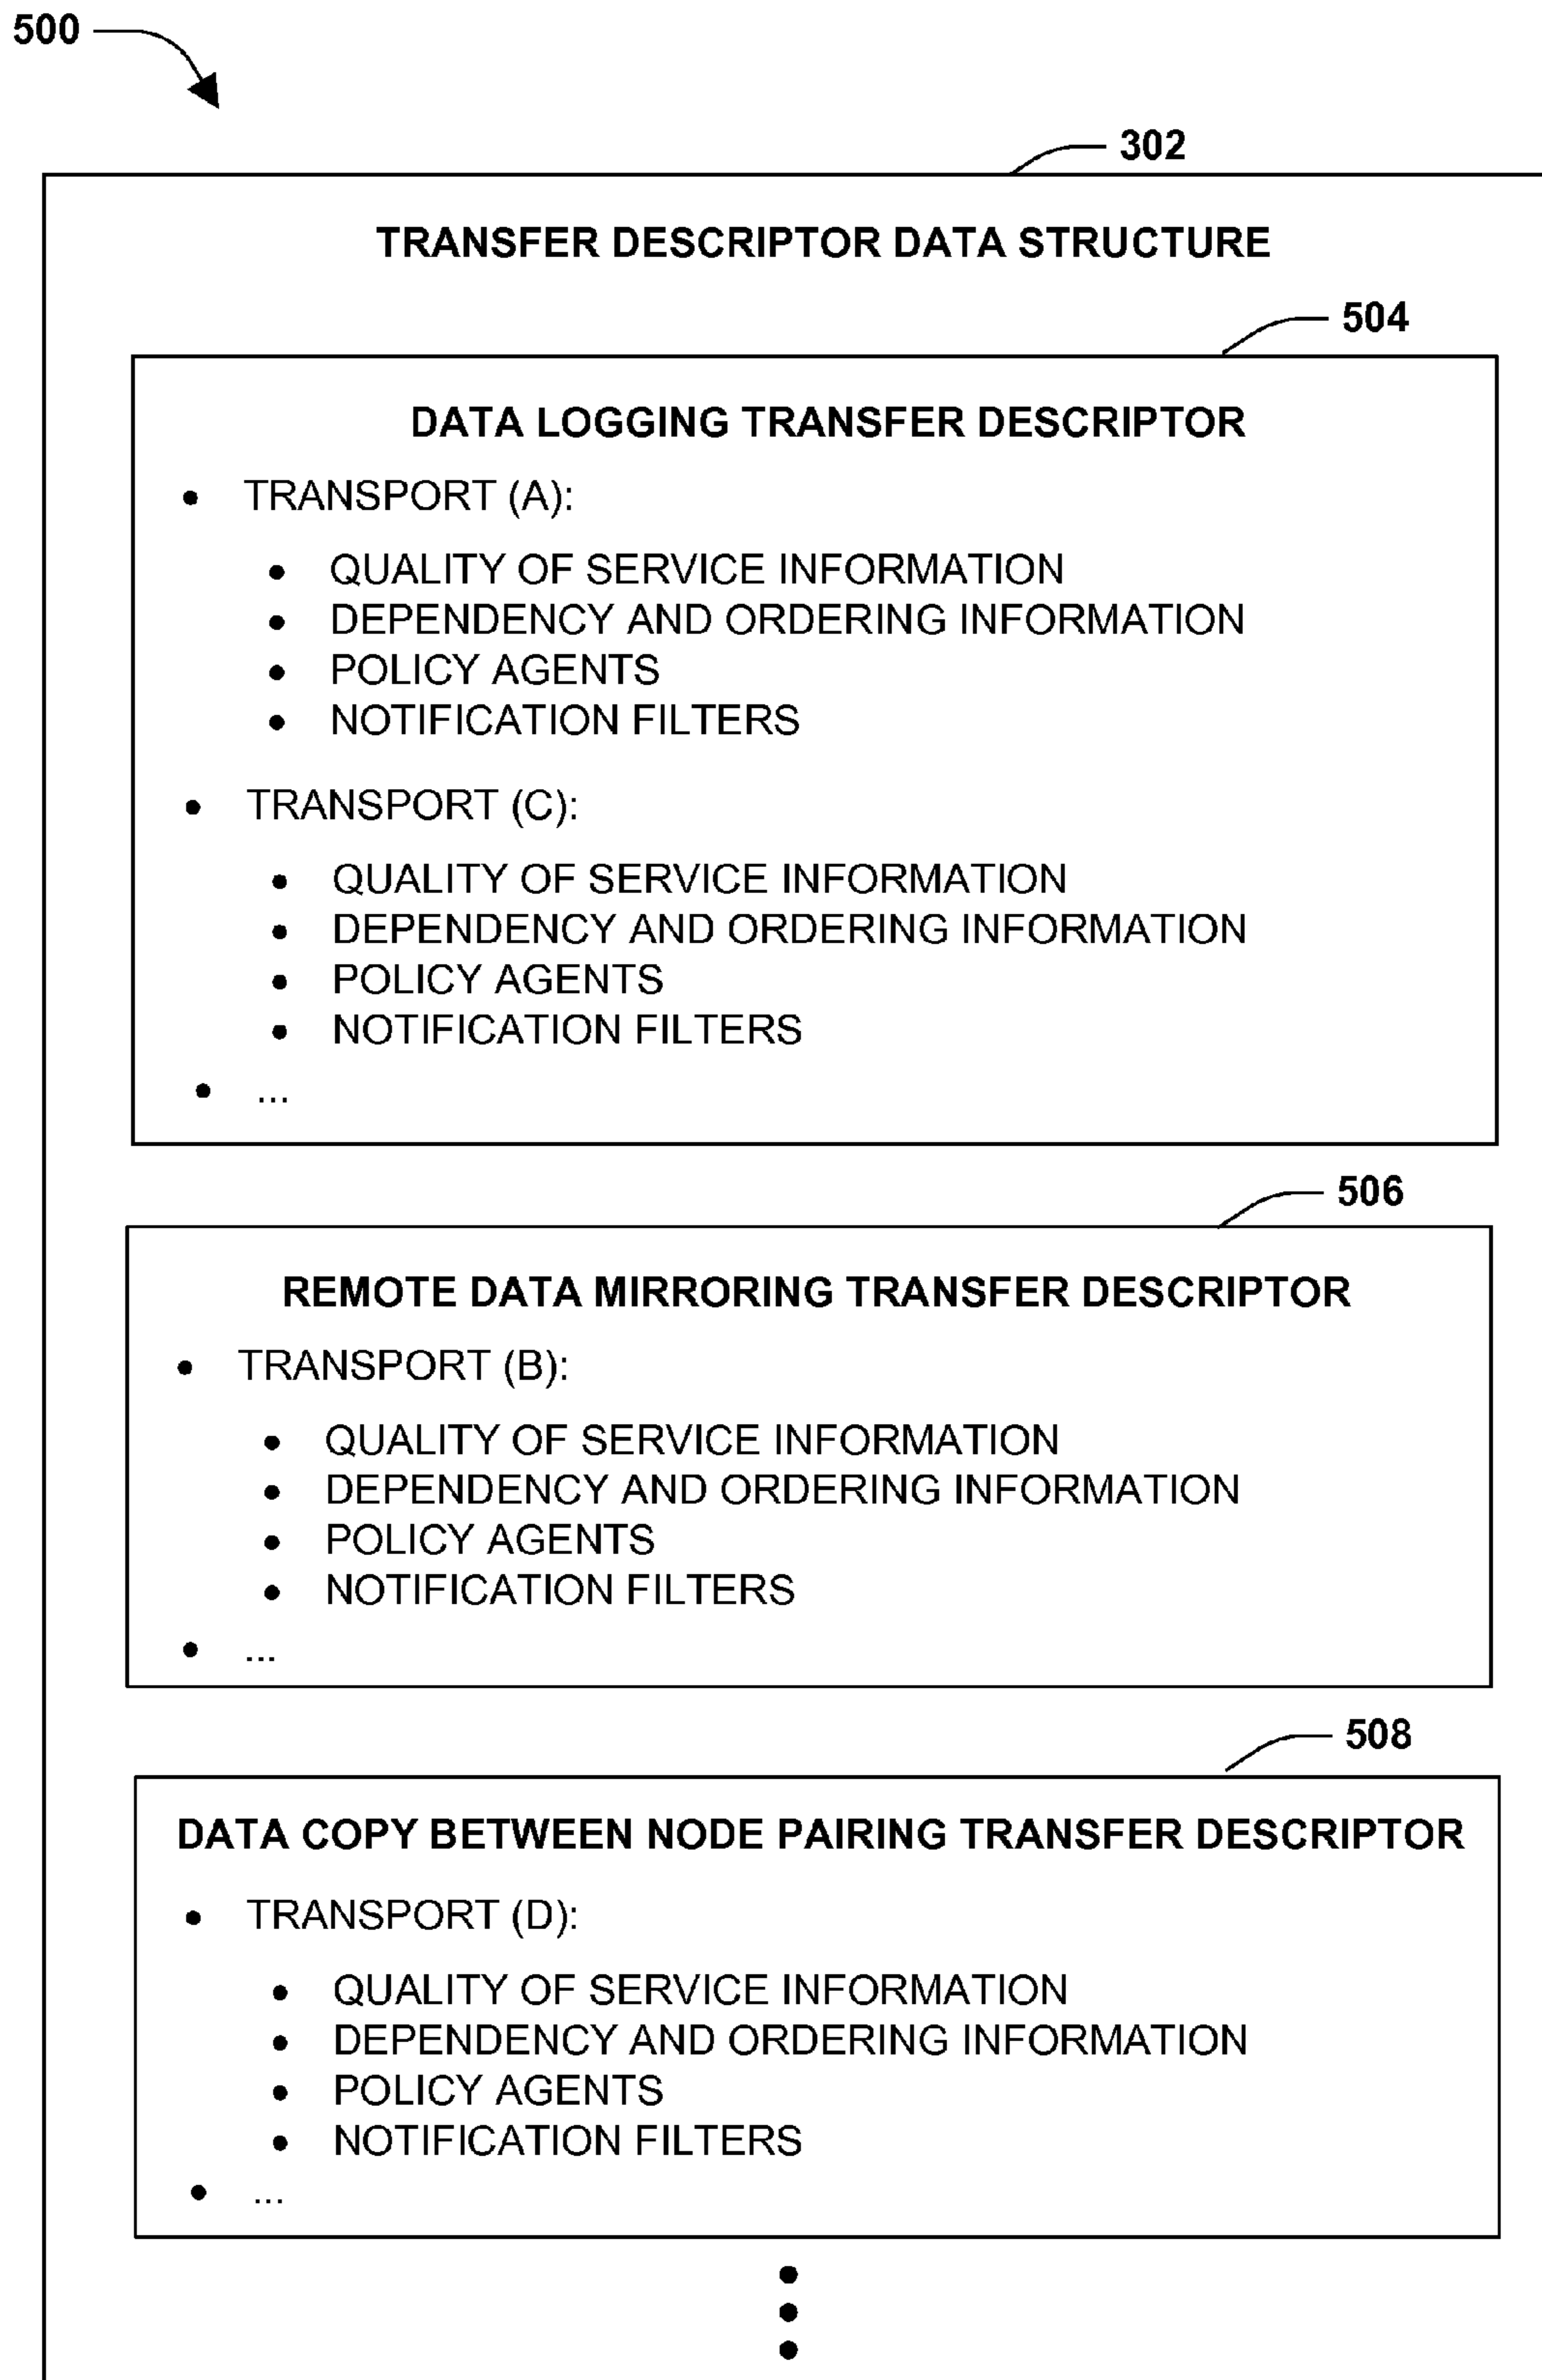 500
302
TRANSFER DESCRIPTOR DATA STRUCTURE
504
DATA LOGGING TRANSFER DESCRIPTOR
• TRANSPORT (A):
• QUALITY OF SERVICE INFORMATION
• DEPENDENCY AND ORDERING INFORMATION
• POLICY AGENTS
• NOTIFICATION FILTERS
• TRANSPORT (C):
• QUALITY OF SERVICE INFORMATION
• DEPENDENCY AND ORDERING INFORMATION
• POLICY AGENTS
• NOTIFICATION FILTERS
• ...
506
REMOTE DATA MIRRORING TRANSFER DESCRIPTOR
• TRANSPORT (B):
• QUALITY OF SERVICE INFORMATION
• DEPENDENCY AND ORDERING INFORMATION
• POLICY AGENTS
• NOTIFICATION FILTERS
• ...
508
DATA COPY BETWEEN NODE PAIRING TRANSFER DESCRIPTOR
• TRANSPORT (D):
• QUALITY OF SERVICE INFORMATION
• DEPENDENCY AND ORDERING INFORMATION
• POLICY AGENTS
• NOTIFICATION FILTERS
• ...